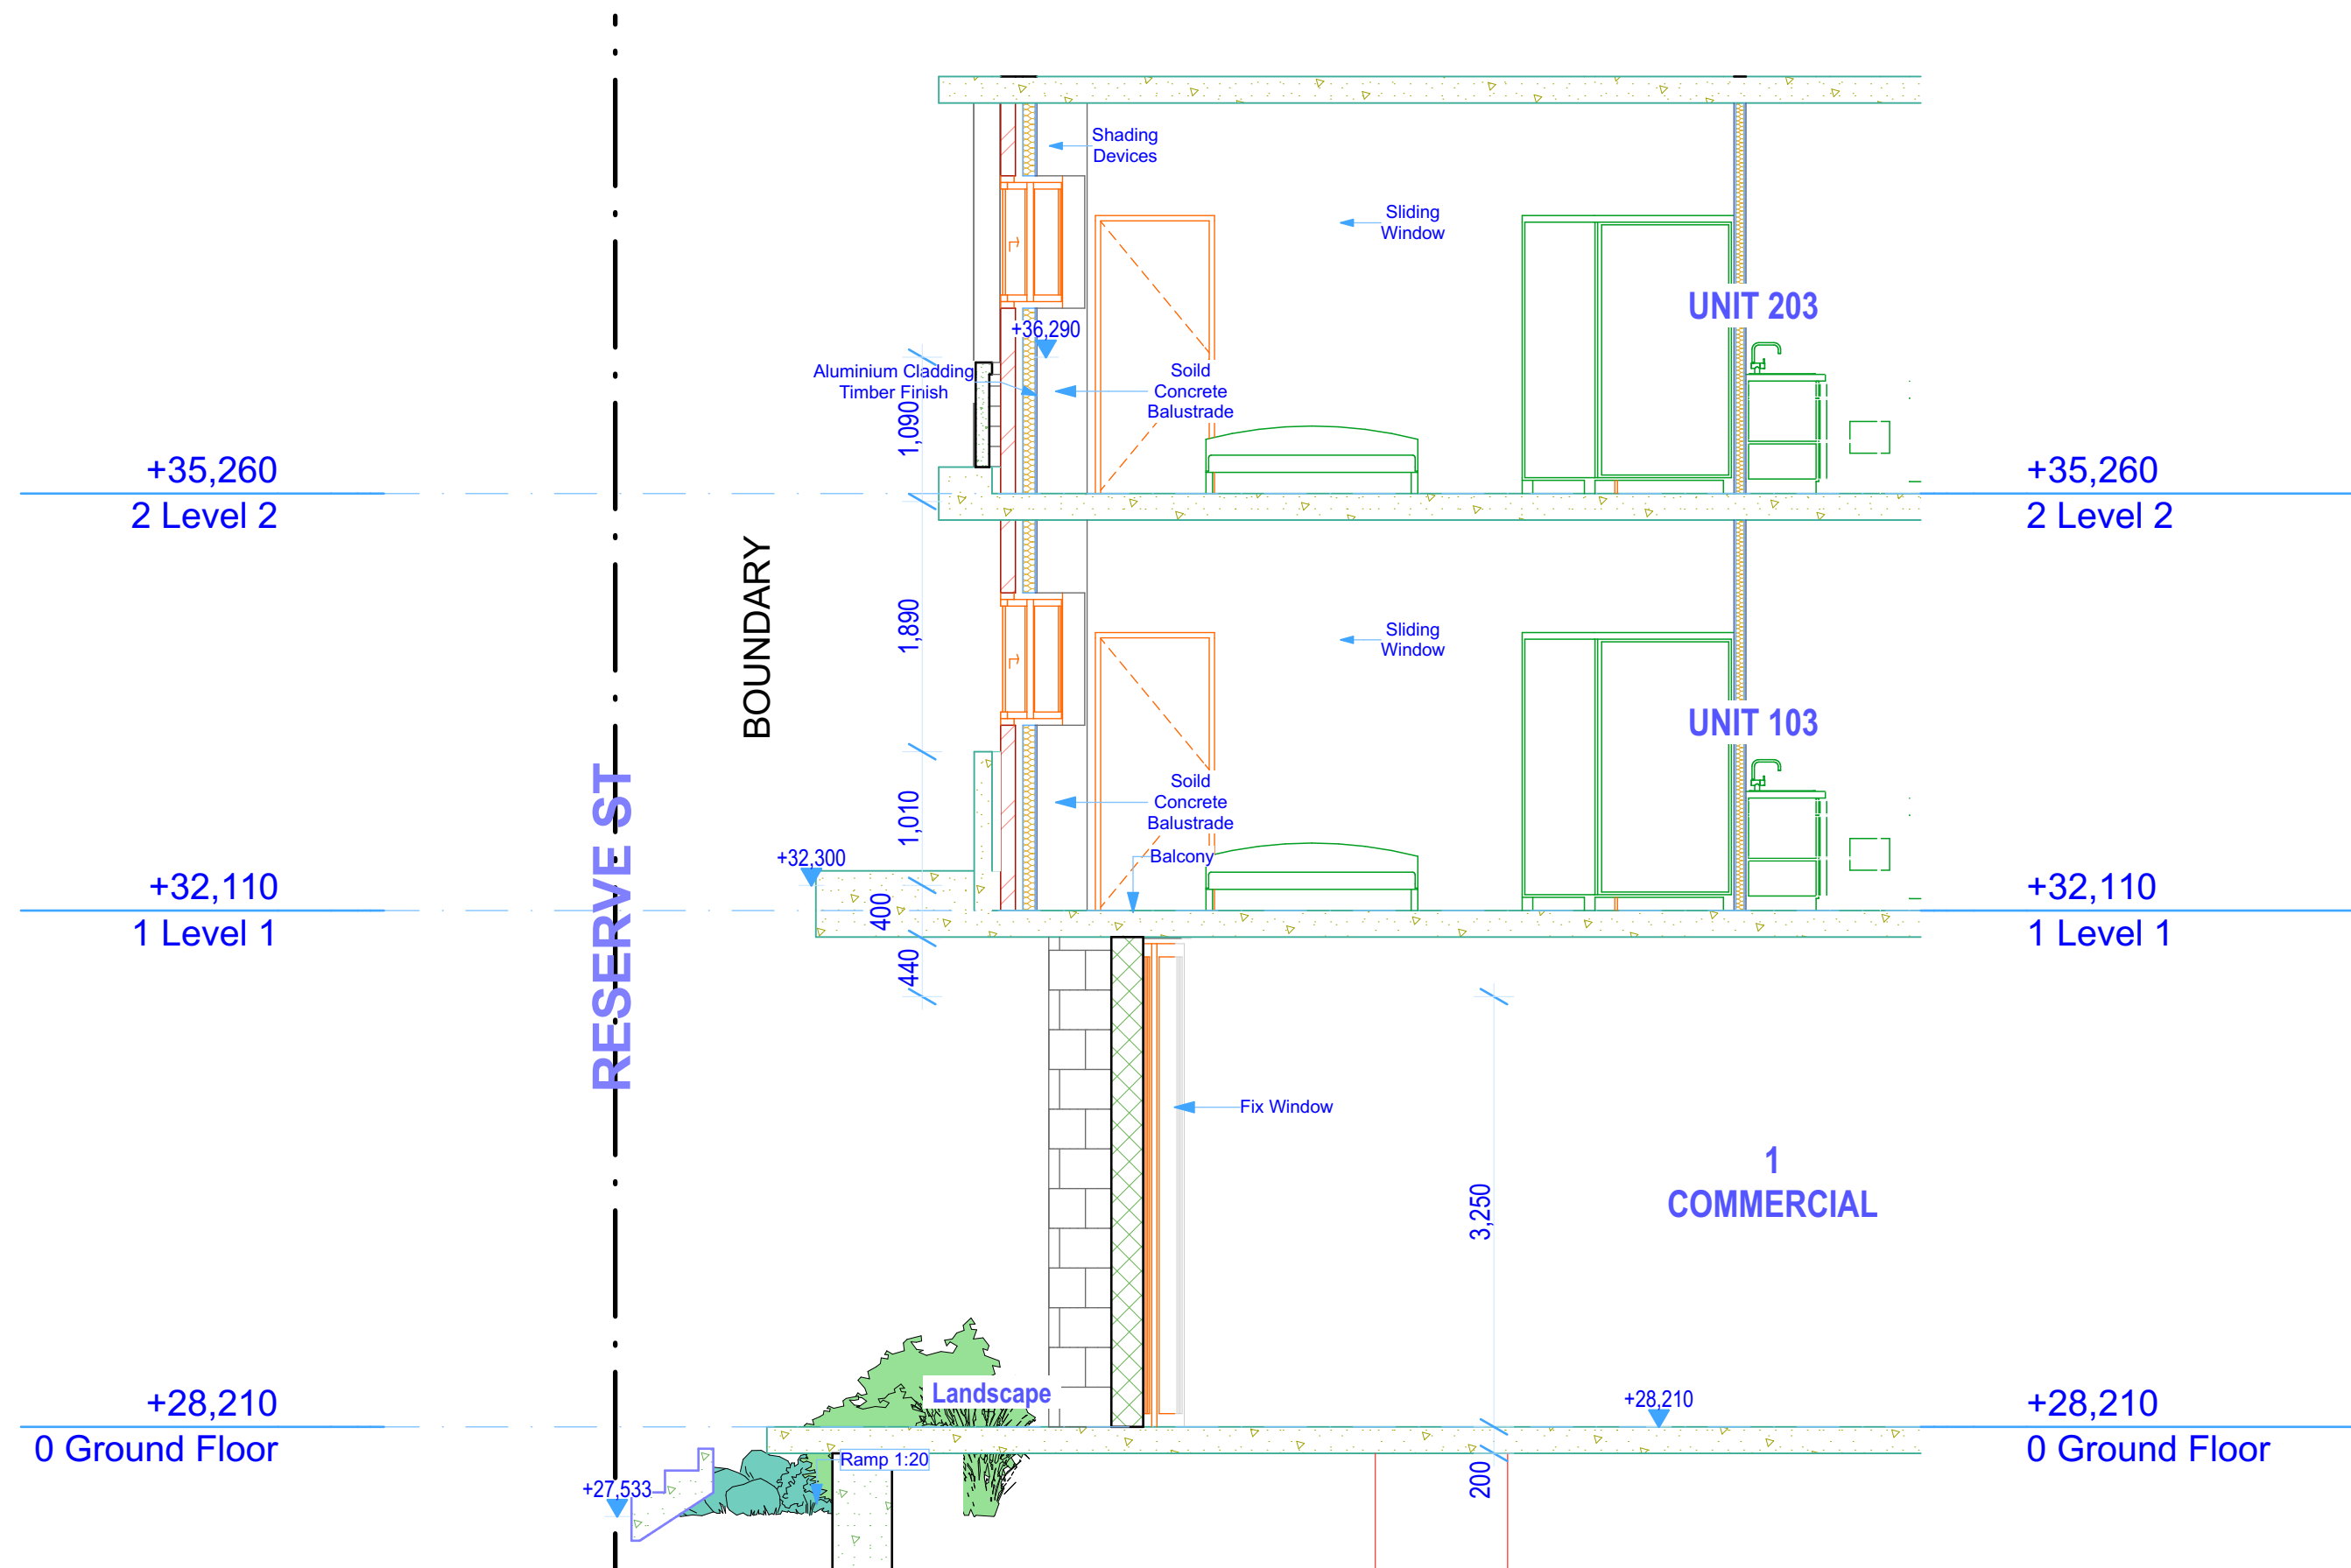 Shading
Devices
Sliding
Window
UNIT 203
+36,290
Aluminium Cladding
Timber Finish
Soild
Concrete
Balustrade
1,090
+35,260
2 Level 2
+35,260
2 Level 2
BOUNDARY
1,890
Sliding
Window
UNIT 103
RESERVE ST
1,010
Soild
Concrete
Balustrade
Balcony
+32,300
400
+32,110
1 Level 1
+32,110
1 Level 1
440
Fix Window
3,250
1
COMMERCIAL
Landscape
+28,210
+28,210
0 Ground Floor
+28,210
0 Ground Floor
Ramp 1:20
+27,533
200